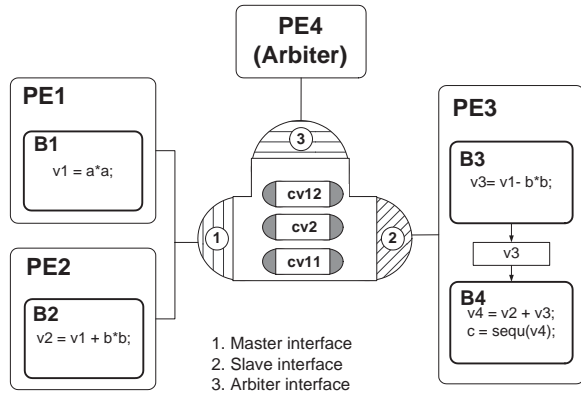 PE4
(Arbiter)
PE1
B1
v1 = a*a;
PE2
B2
v2 = v1 + b*b;
3
cv12
cv2
cv11
1
2
PE3
B3
v3= v1- b*b;
v3
B4
v4 = v2 + v3;
c = sequ(v4);
1. Master interface
2. Slave interface
3. Arbiter interface